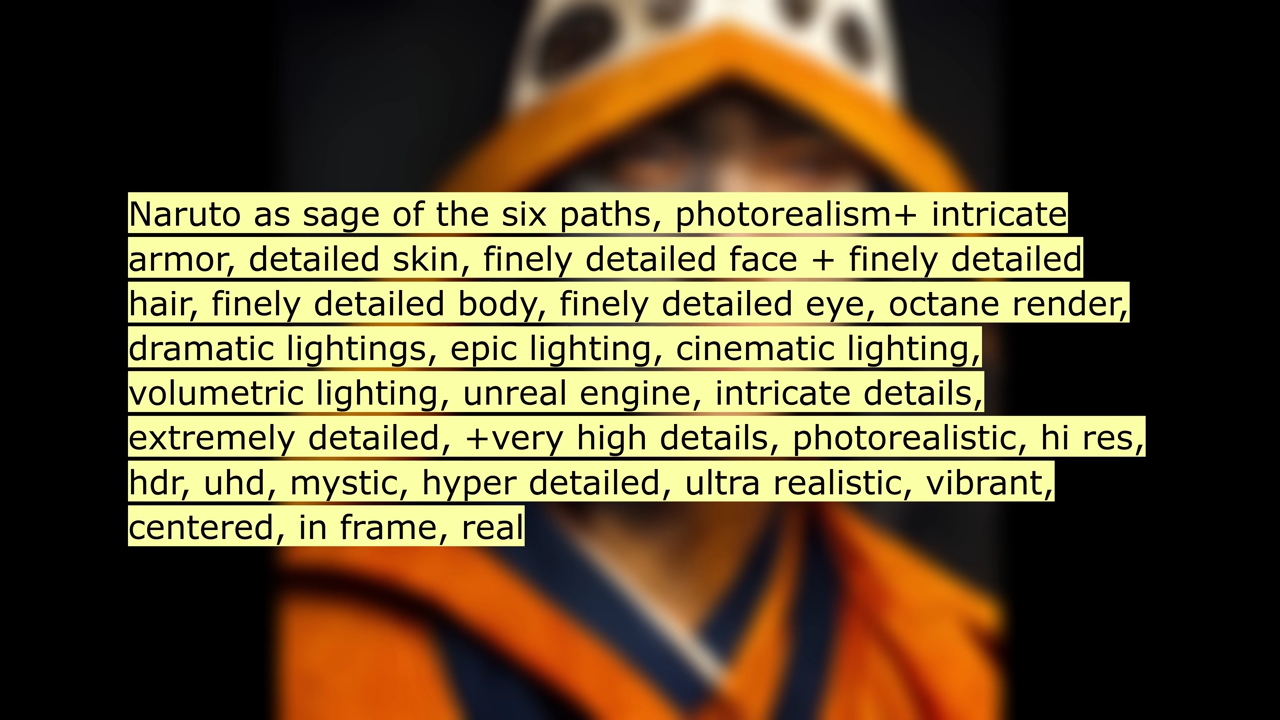 Naruto as sage of the six paths, photorealism+ intricate
armor, detailed skin, finely detailed face + finely detailed
hair, finely detailed body, finely detailed eye, octane render,
dramatic lightings, epic lighting, cinematic lighting,
volumetric lighting, unreal engine, intricate details,
extremely detailed, +very high details, photorealistic, hi res,
hdr, uhd, mystic, hyper detailed, ultra realistic, vibrant,
centered, in frame, real